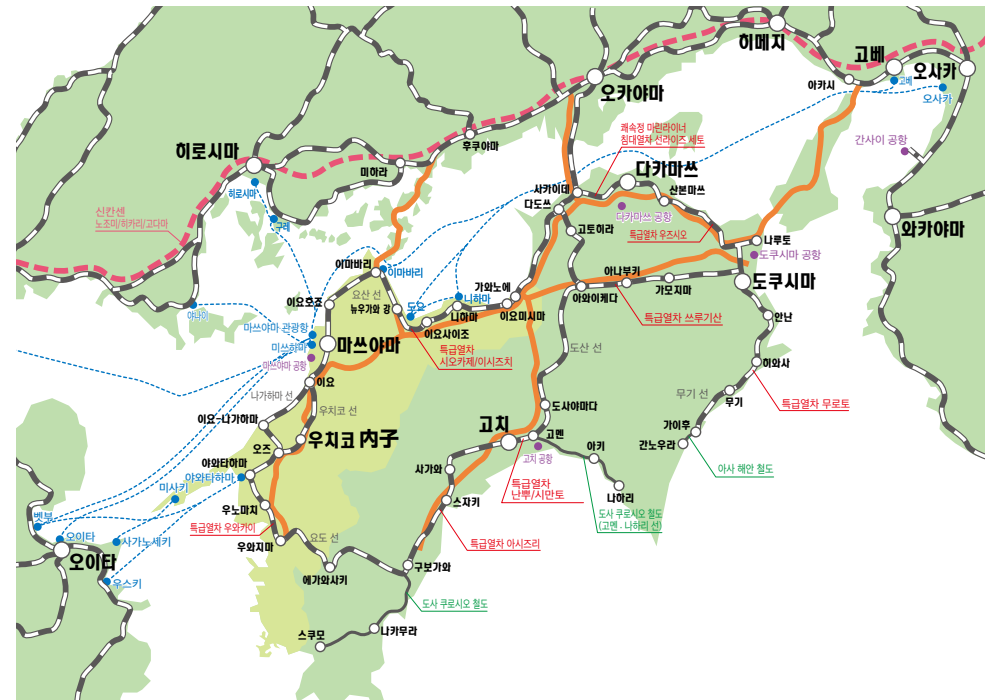 히메지
고베
오사카
아카시
고베
오사카
오카야마
쾌속정 마린라이너
침대열차 선라이즈 세토
간사이 공항
히로시마
후쿠야마
미하라
다카마쓰
사카이데
산본마쓰
다도쓰
히로시마
구레
다카마쓰 공항
신칸센
노조미/히카리/고다마
고토히라
특급열차 우즈시오
와카야마
나루토
도쿠시마 공항
이마바리
이마바리
아나부키
도쿠시마
가와노에
가모지마
요산 선
니하마
아와이케다
이요호조
뉴우가와 강
도요
야나이
니하마
이요미시마
특급열차 쓰루기산
안난
마쓰야마 관광항
이요사이조
미쓰햐마
마쓰야마
특급열차
시오카제/이시즈치
도산 선
마쓰야마 공항
히와사
이요
나가하마 선
무기 선
무기
특급열차 무로토
우치코 선
도사야마다
이요-나가하마
가이후
고치
고멘
우치코 内子
간노우라
오즈
고치 공항
아키
야와타하마
사가와
아사 해안 철도
야와타하마
특급열차
난뿌/시만토
미사키
나하리
스자키
우노마치
도사 쿠로시오 철도
(고멘 - 나하리 선)
벳부
특급열차 우와카이
오이타
사가노세키
우와지마
요도 선
특급열차 아시즈리
오이타
구보가와
에가와사키
우스키
도사 쿠로시오 철도
나카무라
스쿠모